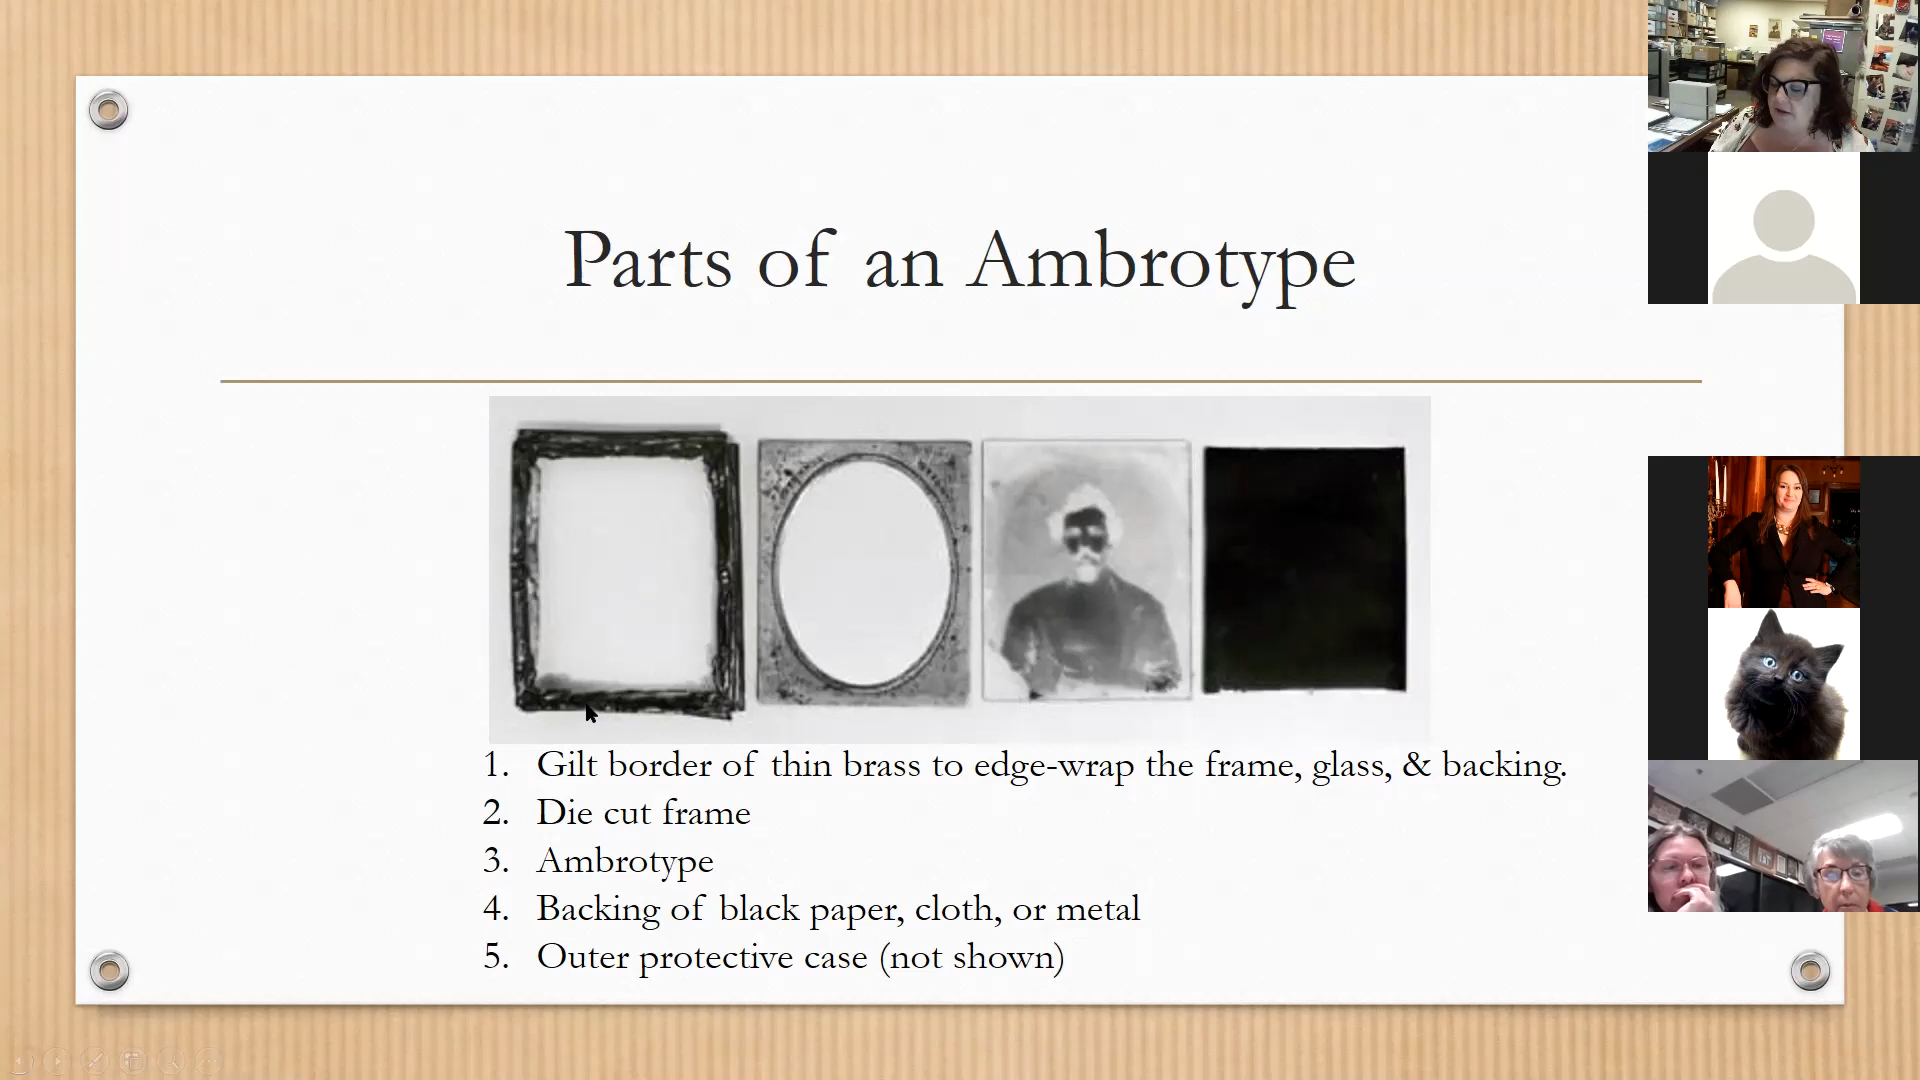 Parts of an Ambrotype
1. Gilt border of thin brass to edge-wrap the frame, glass, & backing.
2. Die cut frame
3. Ambrotype
4. Backing of black paper, cloth, or metal
5. Outer protective case (not shown)